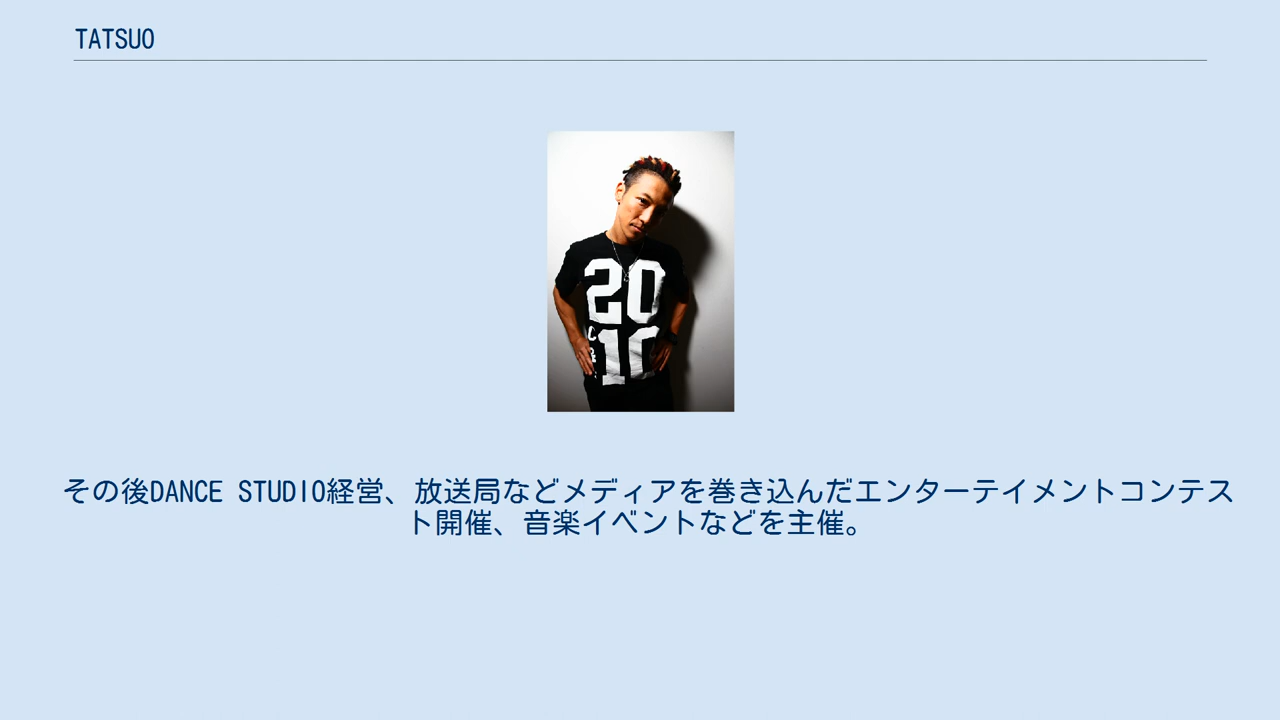 TATSUO
20
10
その後DANCE STUDIO経営、放送局などメディアを巻き込んだエンターテイメントコンテス
ト開催、音楽イベントなどを主催。